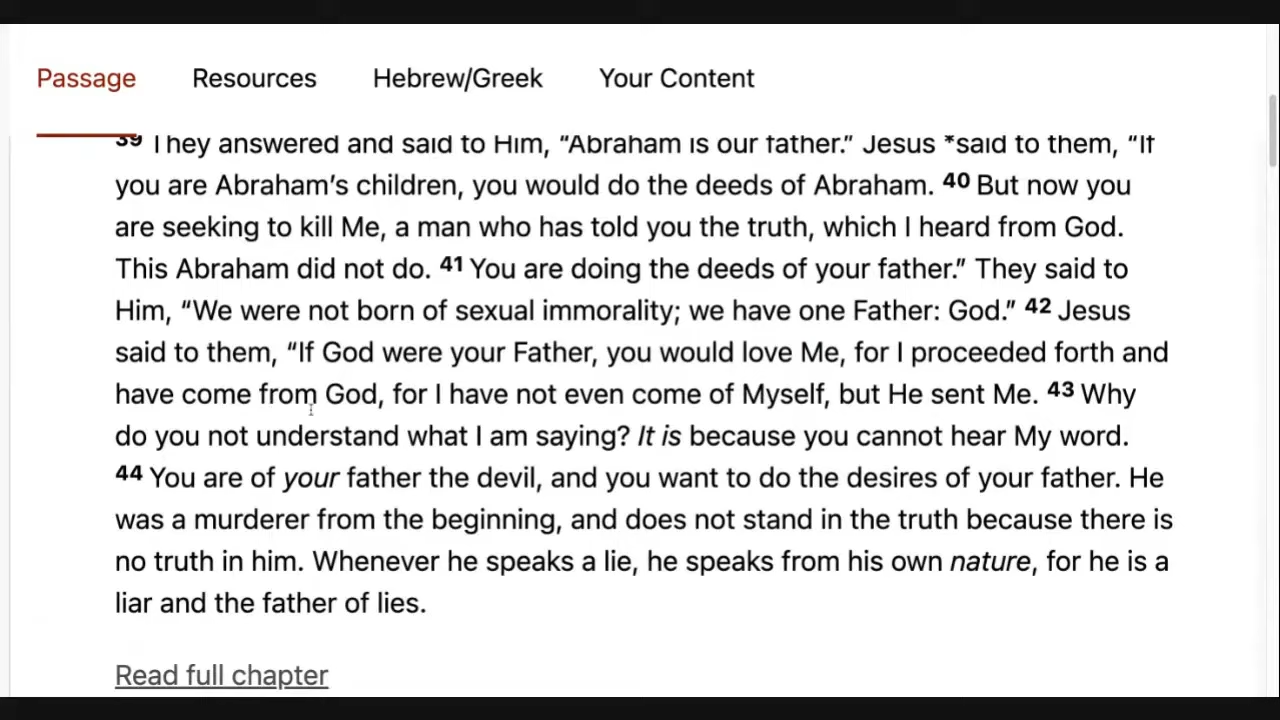 Passage Resources Hebrew/Greek Your Content
39 They answered and said to Him, “Abraham is our father.” Jesus *said to them, “If
you are Abraham’s children, you would do the deeds of Abraham. 40 But now you
are seeking to kill Me, a man who has told you the truth, which I heard from God.
This Abraham did not do. 41 You are doing the deeds of your father.” They said to
Him, “We were not born of sexual immorality; we have one Father: God.” 42 Jesus
said to them, “If God were your Father, you would love Me, for I proceeded forth and
have come from God, for I have not even come of Myself, but He sent Me. 43 Why
do you not understand what I am saying? It is because you cannot hear My word.
44 You are of your father the devil, and you want to do the desires of your father. He
was a murderer from the beginning, and does not stand in the truth because there is
no truth in him. Whenever he speaks a lie, he speaks from his own nature, for he is a
liar and the father of lies.
Read full chapter